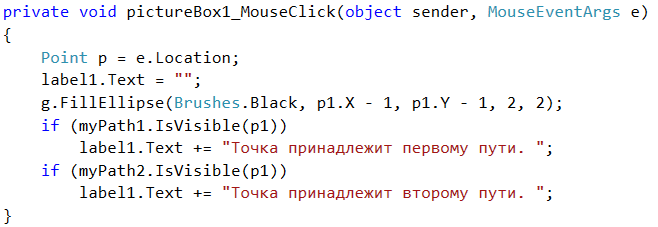 private void pictureBox1_MouseClick(object sender, MouseEventArgs e)
{
    Point p = e.Location;
    label1.Text = "";
    g.FillEllipse(Brushes.Black, p1.X - 1, p1.Y - 1, 2, 2);
    if (myPath1.IsVisible(p1))
        label1.Text += "Точка принадлежит первому пути. ";
    if (myPath2.IsVisible(p1))
        label1.Text += "Точка принадлежит второму пути. ";
}